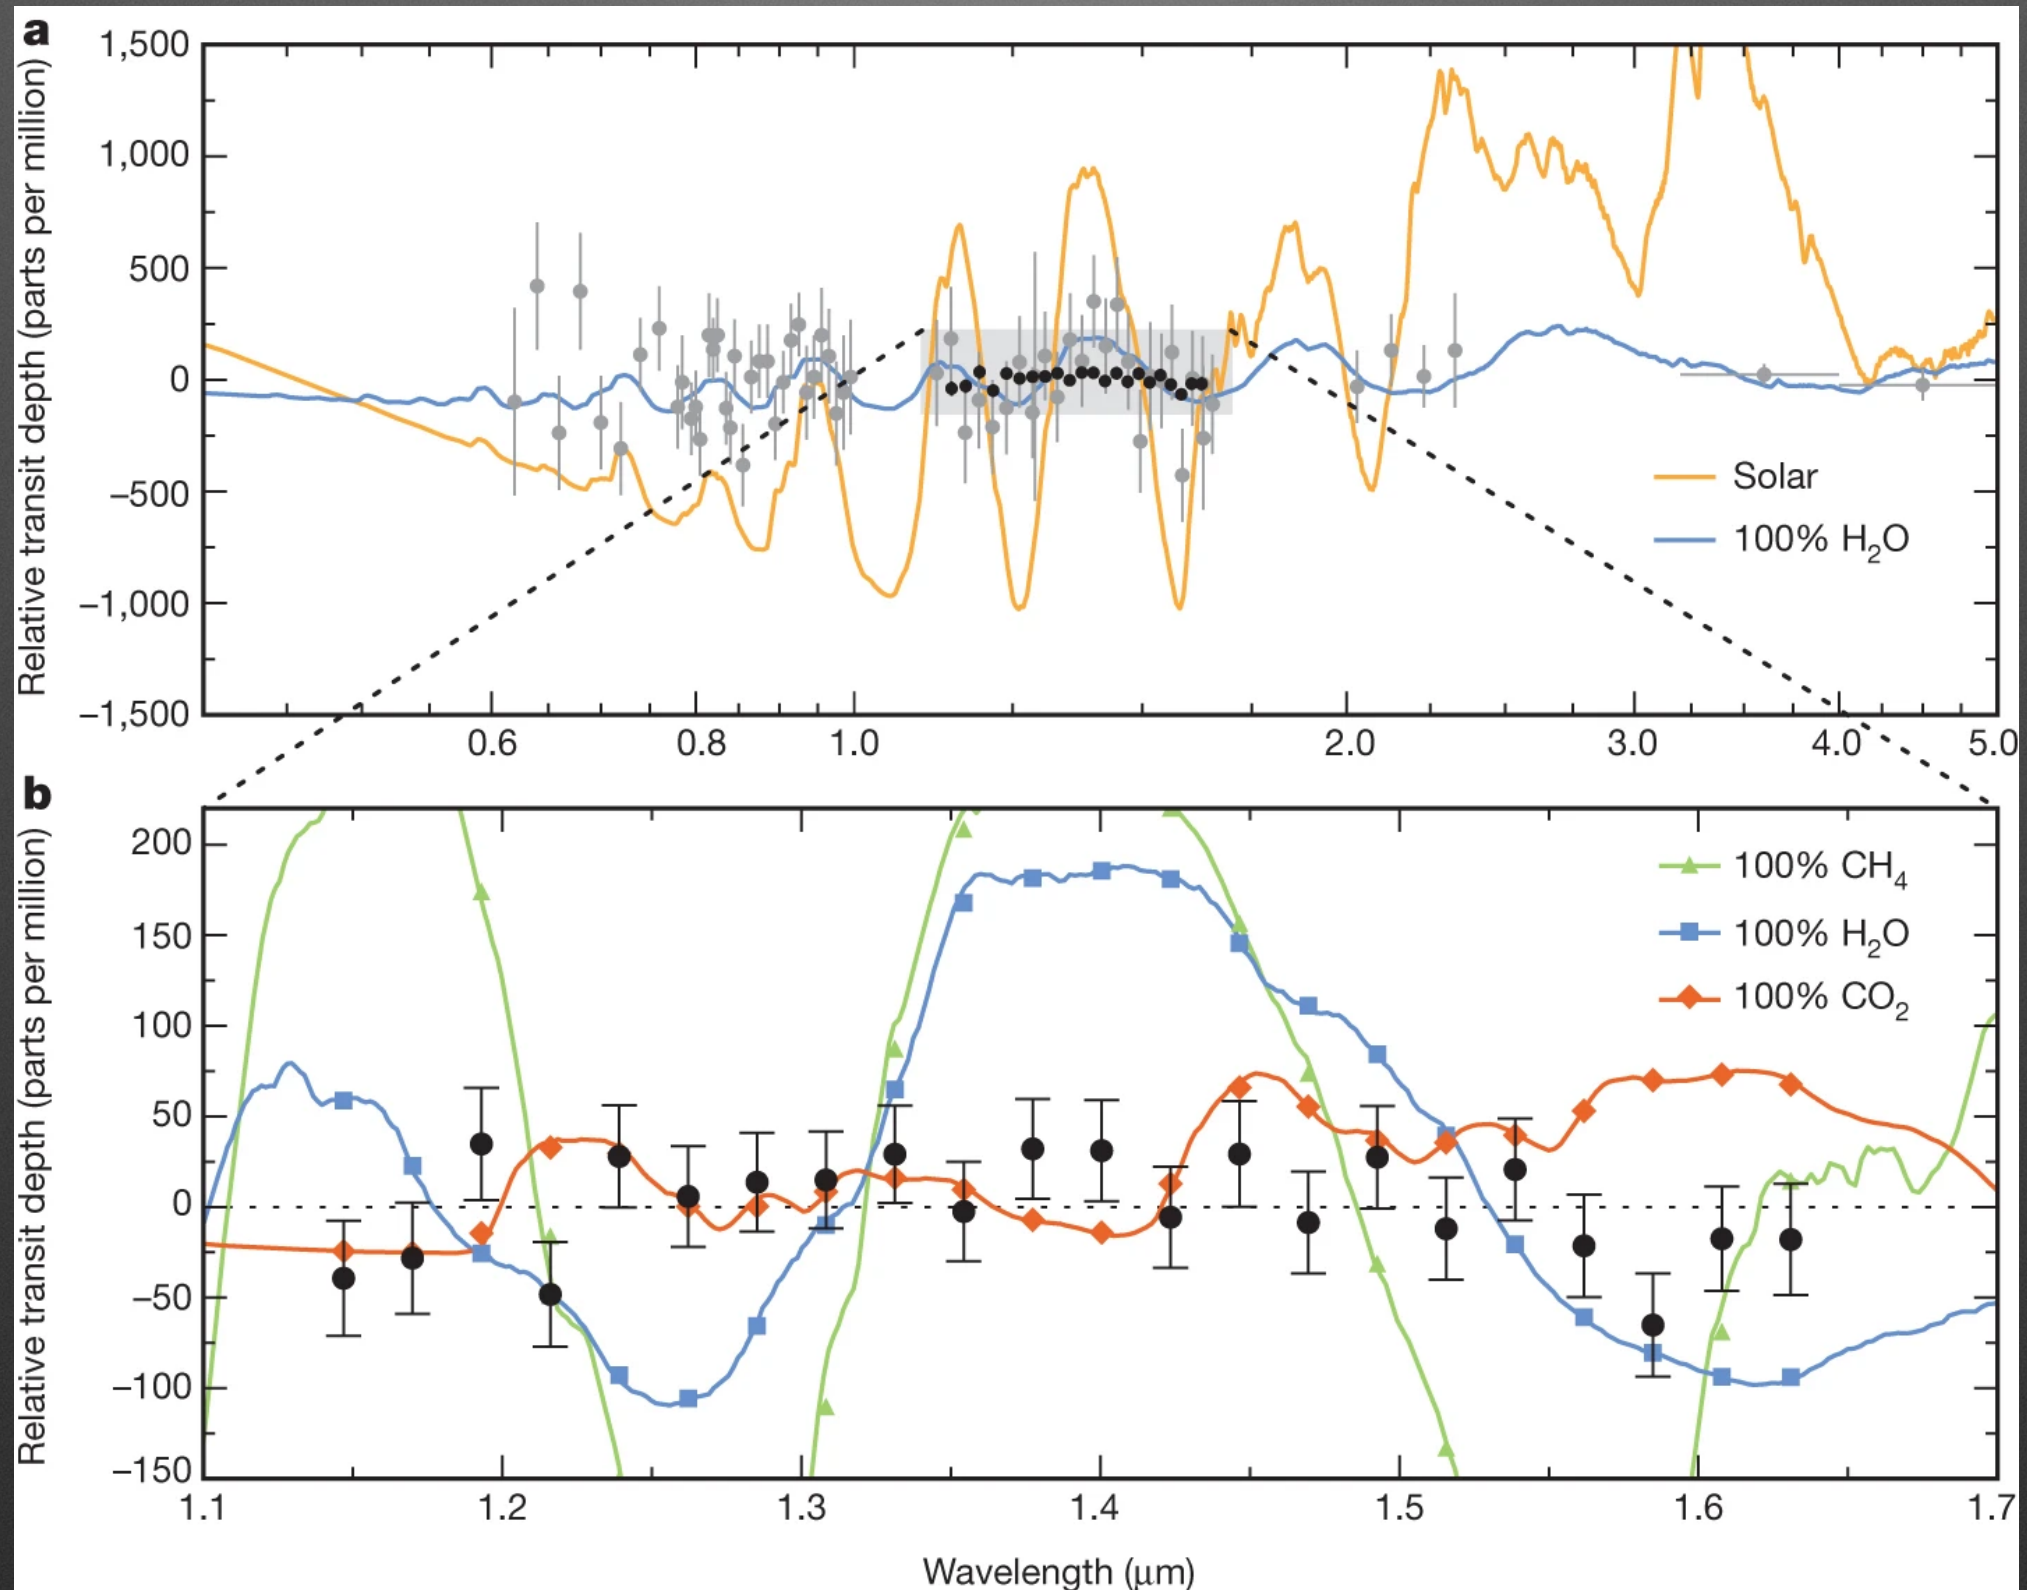 a
Relative transit depth (parts per million)
1,500
1,000
500
0
−500
−1,000
−1,500
Solar
100% H₂O
0.6 0.8 1.0 2.0 3.0 4.0 5.0
b
Relative transit depth (parts per million)
200
150
100
50
0
−50
−100
−150
100% CH₄
100% H₂O
100% CO₂
1.1 1.2 1.3 1.4 1.5 1.6 1.7
Wavelength (μm)